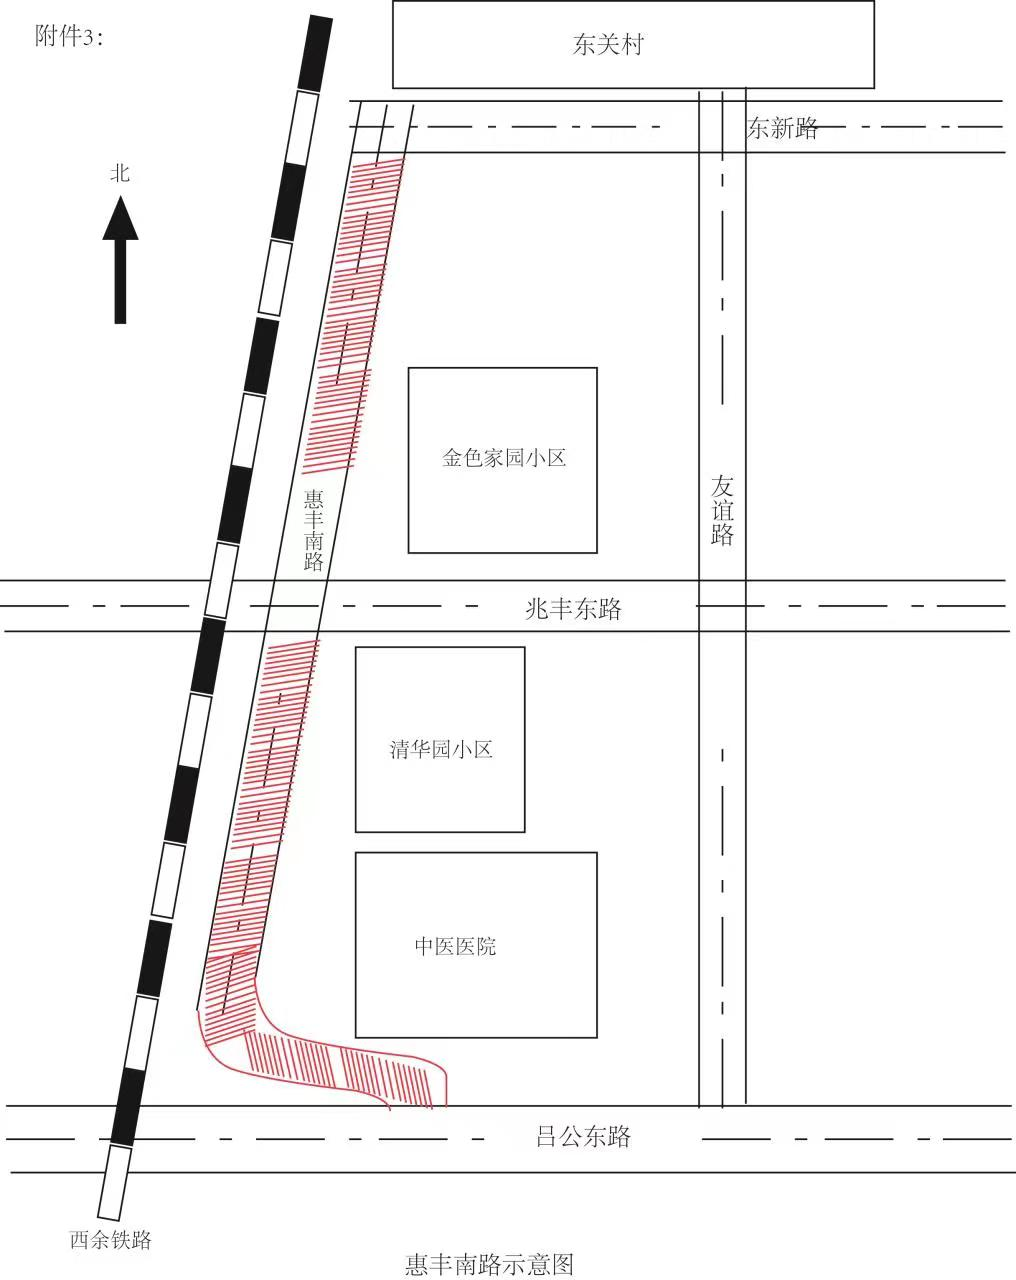 附件3：
东关村
东新路
北
金色家园小区
友谊路
惠丰南路
兆丰东路
清华园小区
中医医院
吕公东路
西余铁路
惠丰南路示意图